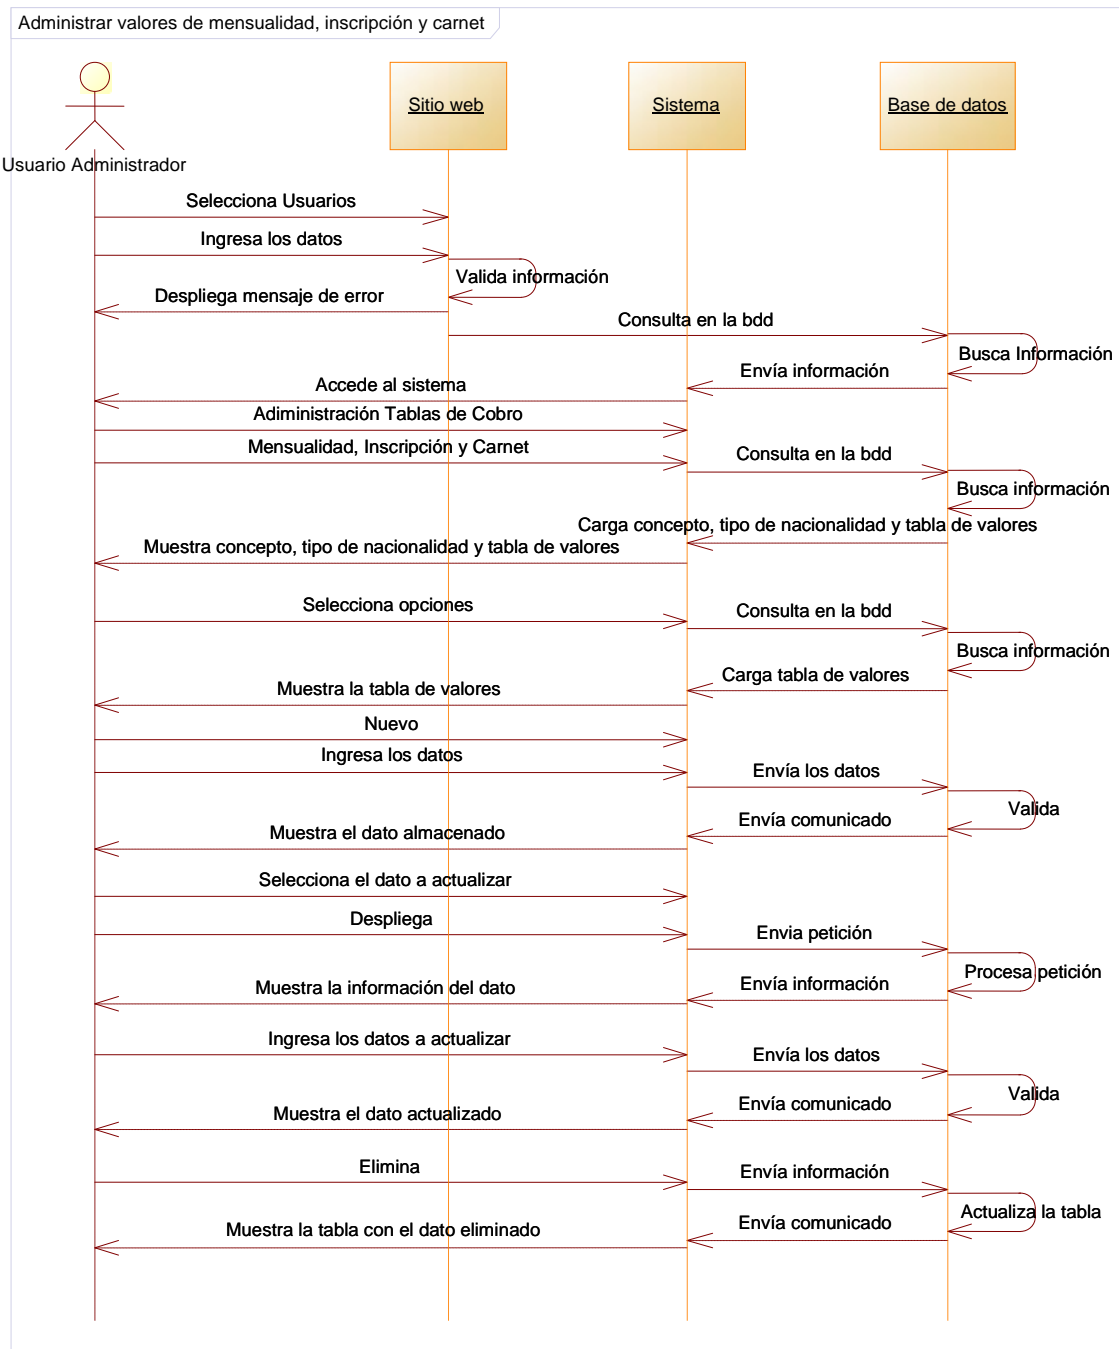 Administrar valores de mensualidad, inscripción y carnet
Sitio web
Sistema
Base de datos
Usuario Administrador
Selecciona Usuarios
Ingresa los datos
Valida información
Despliega mensaje de error
Consulta en la bdd
Busca Información
Envía información
Accede al sistema
Adiministración Tablas de Cobro
Mensualidad, Inscripción y Carnet
Consulta en la bdd
Busca información
Carga concepto, tipo de nacionalidad y tabla de valores
Muestra concepto, tipo de nacionalidad y tabla de valores
Selecciona opciones
Consulta en la bdd
Busca información
Carga tabla de valores
Muestra la tabla de valores
Nuevo
Ingresa los datos
Envía los datos
Valida
Envía comunicado
Muestra el dato almacenado
Selecciona el dato a actualizar
Despliega
Envia petición
Procesa petición
Envía información
Muestra la información del dato
Ingresa los datos a actualizar
Envía los datos
Valida
Envía comunicado
Muestra el dato actualizado
Elimina
Envía información
Actualiza la tabla
Envía comunicado
Muestra la tabla con el dato eliminado